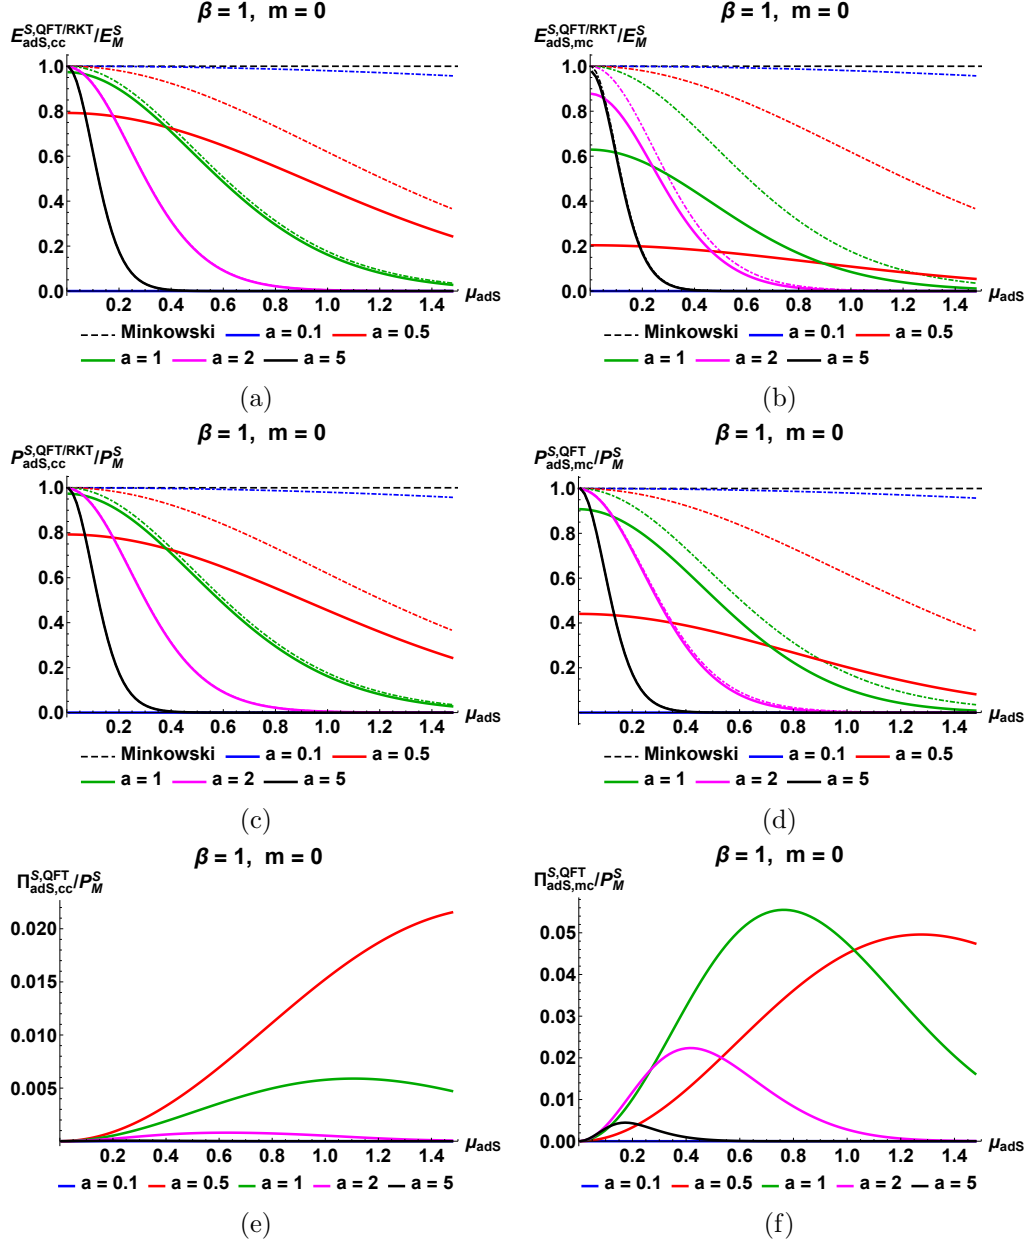 β = 1, m = 0
E^{S,QFT/RKT}_{adS,cc}/E^S_M
1.0
0.8
0.6
0.4
0.2
0.0
0.2 0.4 0.6 0.8 1.0 1.2 1.4 μ_adS
Minkowski a = 0.1 a = 0.5
a = 1 a = 2 a = 5
(a)
β = 1, m = 0
E^{S,QFT/RKT}_{adS,mc}/E^S_M
1.0
0.8
0.6
0.4
0.2
0.0
0.2 0.4 0.6 0.8 1.0 1.2 1.4 μ_adS
Minkowski a = 0.1 a = 0.5
a = 1 a = 2 a = 5
(b)
β = 1, m = 0
P^{S,QFT/RKT}_{adS,cc}/P^S_M
1.0
0.8
0.6
0.4
0.2
0.0
0.2 0.4 0.6 0.8 1.0 1.2 1.4 μ_adS
Minkowski a = 0.1 a = 0.5
a = 1 a = 2 a = 5
(c)
β = 1, m = 0
P^{S,QFT}_{adS,mc}/P^S_M
1.0
0.8
0.6
0.4
0.2
0.0
0.2 0.4 0.6 0.8 1.0 1.2 1.4 μ_adS
Minkowski a = 0.1 a = 0.5
a = 1 a = 2 a = 5
(d)
β = 1, m = 0
Π^{S,QFT}_{adS,cc}/P^S_M
0.020
0.015
0.010
0.005
0.2 0.4 0.6 0.8 1.0 1.2 1.4 μ_adS
a = 0.1 a = 0.5 a = 1 a = 2 a = 5
(e)
β = 1, m = 0
Π^{S,QFT}_{adS,mc}/P^S_M
0.05
0.04
0.03
0.02
0.01
0.00
0.2 0.4 0.6 0.8 1.0 1.2 1.4 μ_adS
a = 0.1 a = 0.5 a = 1 a = 2 a = 5
(f)